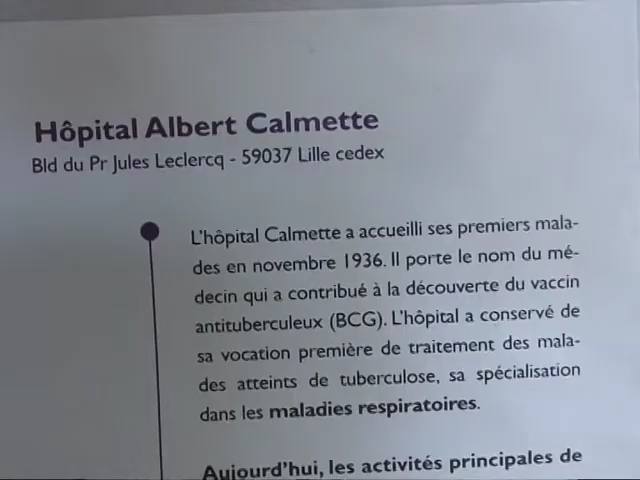 Hôpital Albert Calmette
Bld du Pr Jules Leclercq - 59037 Lille cedex
L'hôpital Calmette a accueilli ses premiers mala-
des en novembre 1936. Il porte le nom du mé-
decin qui a contribué à la découverte du vaccin
antituberculeux (BCG). L'hôpital a conservé de
sa vocation première de traitement des mala-
des atteints de tuberculose, sa spécialisation
dans les maladies respiratoires.
Aujourd'hui, les activités principales de